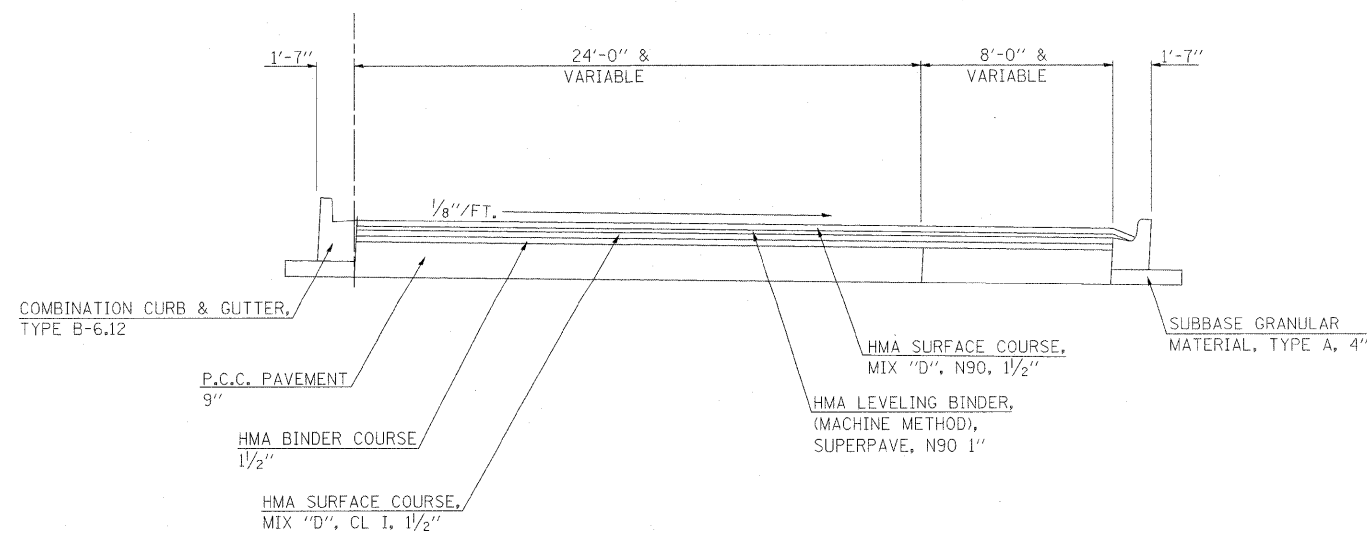 1'-7"
24'-0" &
VARIABLE
8'-0" &
VARIABLE
1'-7"
1/8"/FT.
COMBINATION CURB & GUTTER,
TYPE B-6.12
P.C.C. PAVEMENT
9"
HMA BINDER COURSE
1 1/2"
HMA SURFACE COURSE,
MIX "D", CL I, 1 1/2"
HMA SURFACE COURSE,
MIX "D", N90, 1 1/2"
HMA LEVELING BINDER,
(MACHINE METHOD),
SUPERPAVE, N90 1"
SUBBASE GRANULAR
MATERIAL, TYPE A, 4"